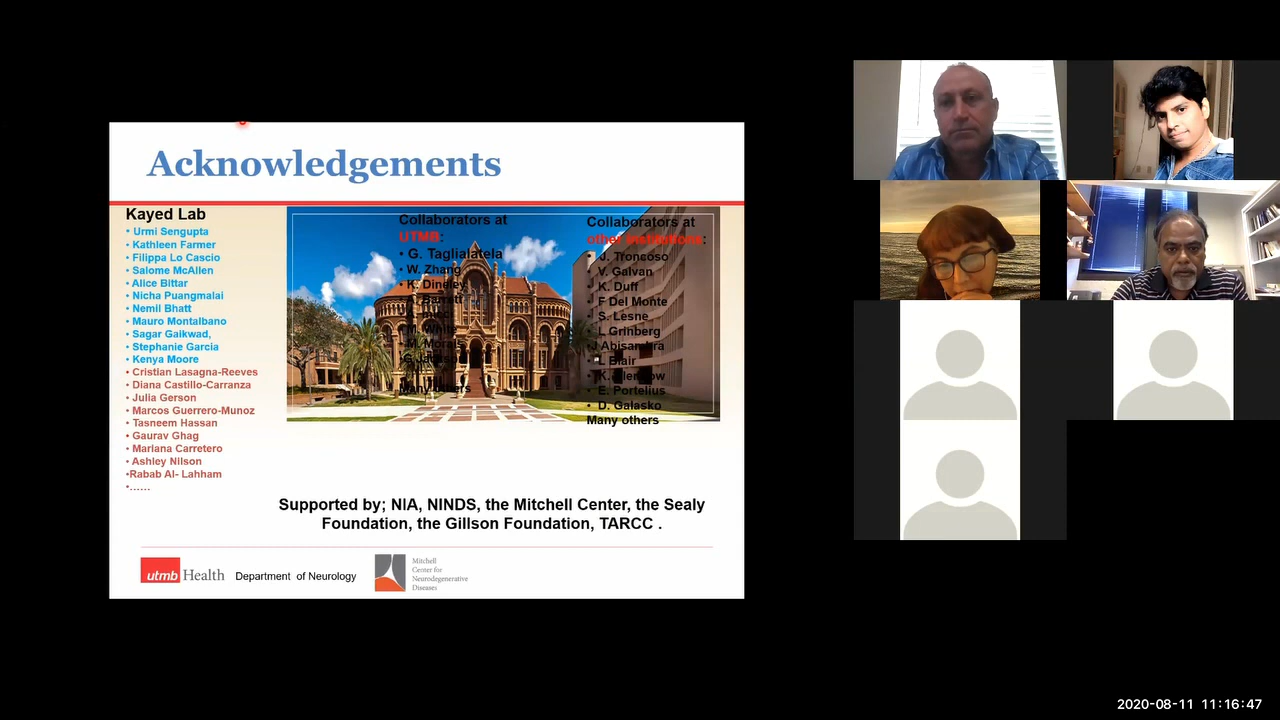 Acknowledgements
Kayed Lab
• Urmi Sengupta
• Kathleen Farmer
• Filippa Lo Cascio
• Salome McAllen
• Alice Bittar
• Nicha Puangmalai
• Nemil Bhatt
• Mauro Montalbano
• Sagar Gaikwad,
• Stephanie Garcia
• Kenya Moore
• Cristian Lasagna-Reeves
• Diana Castillo-Carranza
• Julia Gerson
• Marcos Guerrero-Munoz
• Tasneem Hassan
• Gaurav Ghag
• Mariana Carretero
• Ashley Nilson
•Rabab Al- Lahham
•......
Collaborators at
UTMB:
• G. Taglialatela
• W. Zhang
• K. Dineley
• A. Barrett
• M. White
• M. Morals
Collaborators at
other Institutions:
• J. Troncoso
• V. Galvan
• K. Duff
• F Del Monte
• S. Lesne
• L Grinberg
• J Abisambra
• L Blair
• E. Portelius
• D. Galasko
Many others
Supported by; NIA, NINDS, the Mitchell Center, the Sealy
Foundation, the Gillson Foundation, TARCC .
utmb Health
Department of Neurology
Mitchell
Center for
Neurodegenerative
Diseases
2020-08-11 11:16:47